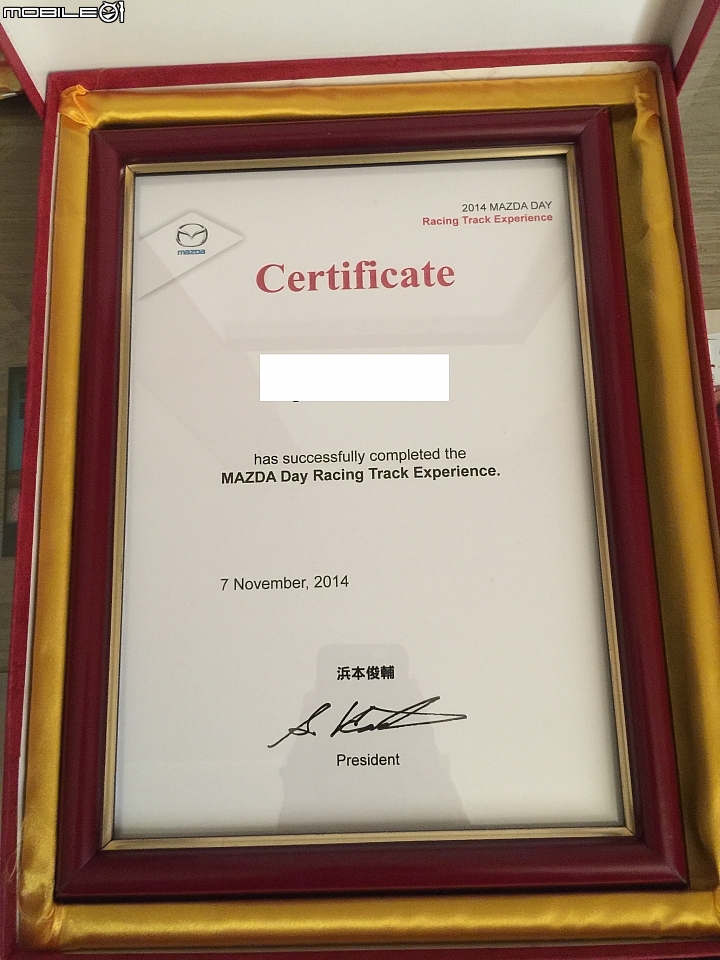 MOBILE01
2014 MAZDA DAY
Racing Track Experience
mazda
Certificate
has successfully completed the
MAZDA Day Racing Track Experience.
7 November, 2014
浜本俊輔
President